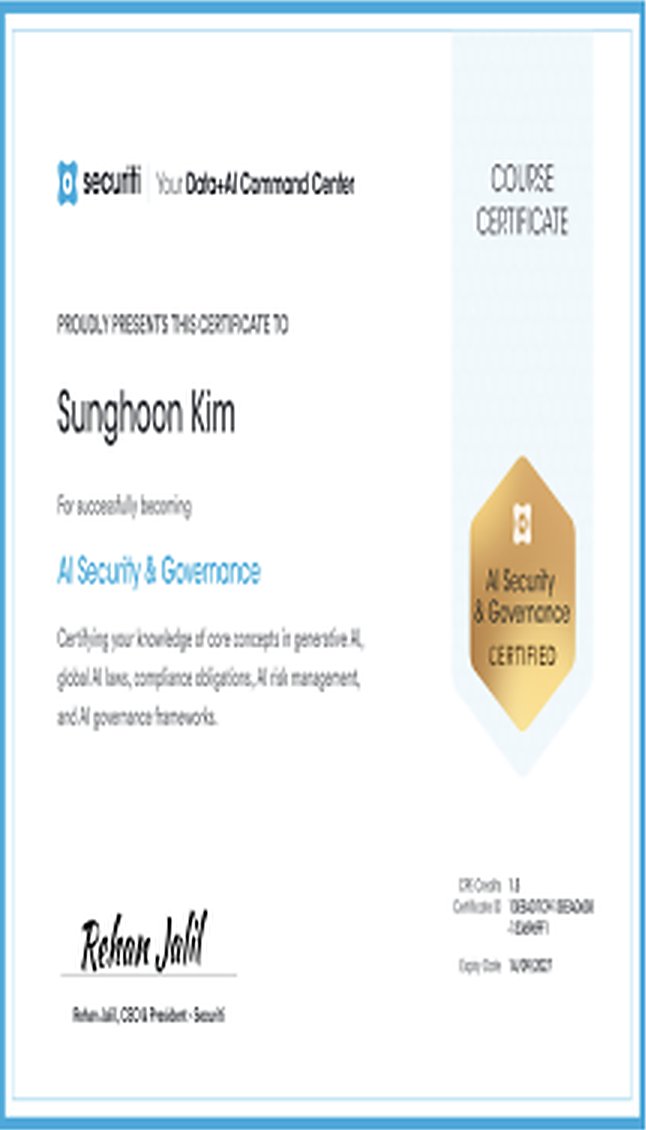 securiti Your Data+AI Command Center
COURSE
CERTIFICATE
PROUDLY PRESENTS THIS CERTIFICATE TO
Sunghoon Kim
For successfully becoming
AI Security & Governance
Certifying your knowledge of core concepts in generative AI,
global AI laws, compliance obligations, AI risk management,
and AI governance frameworks.
AI Security
& Governance
CERTIFIED
CPE Credits
Certificate ID
Expiry Date
Rehan Jalil
Rehan Jalil, CEO & President - Securiti